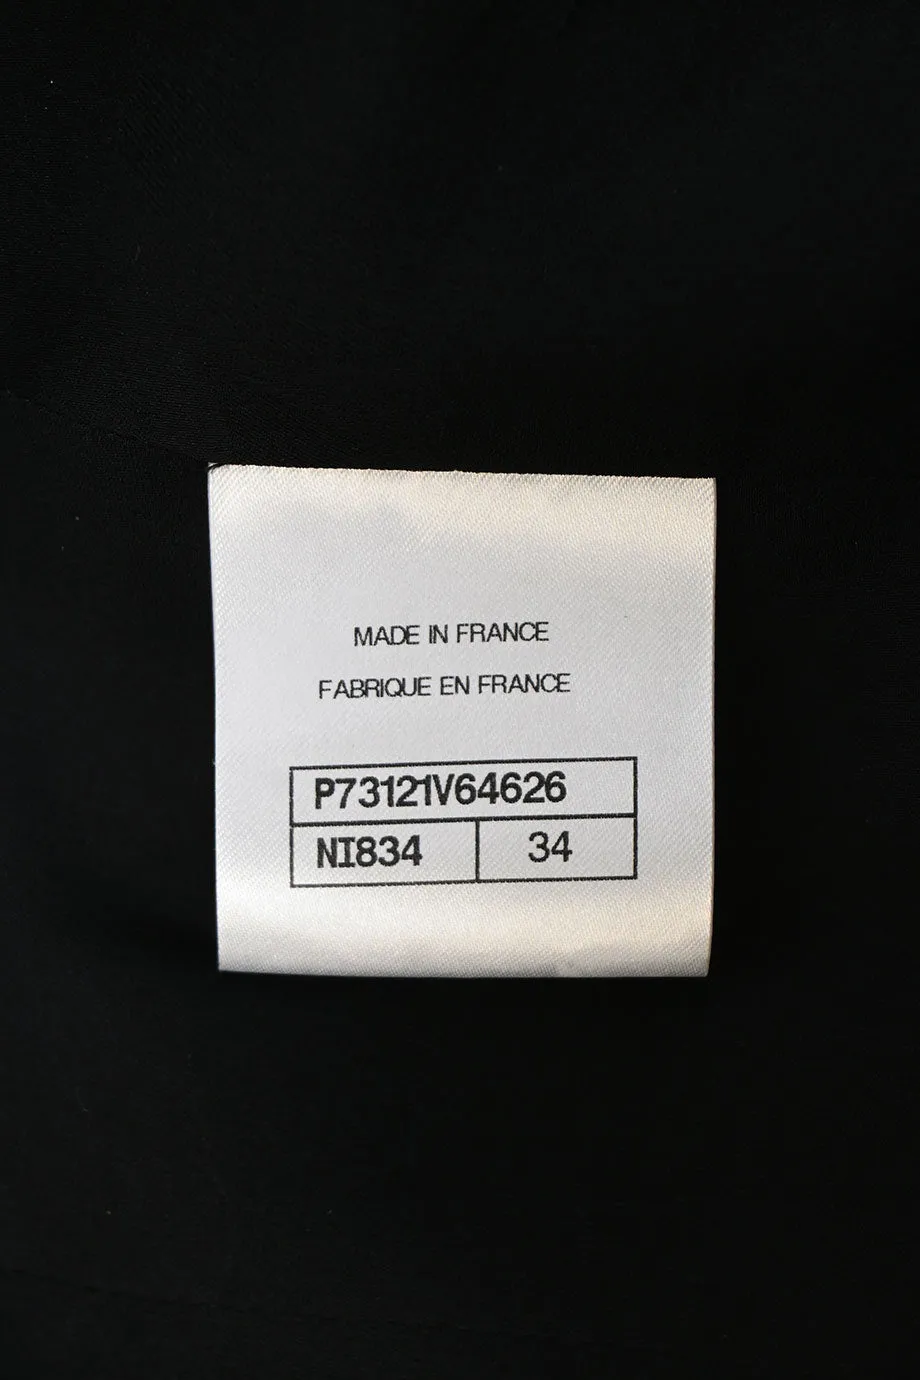 MADE IN FRANCE
FABRIQUE EN FRANCE
P73121V64626
NI834 34